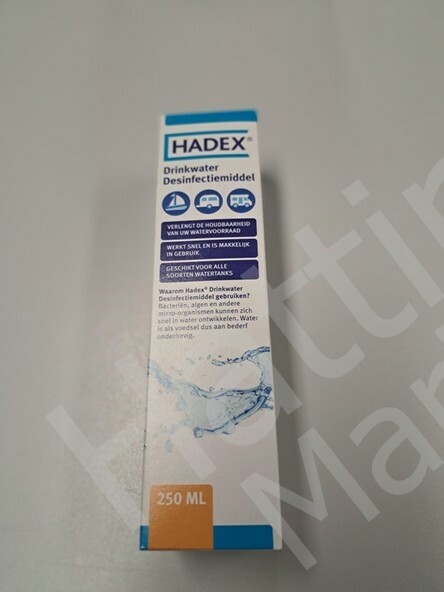 HADEX®
Drinkwater
Desinfectiemiddel
VERLENGT DE HOUDBAARHEID
VAN UW WATERVOORRAAD
WERKT SNEL EN IS MAKKELIJK
IN GEBRUIK
GESCHIKT VOOR ALLE
SOORTEN WATERTANKS
Waarom Hadex® Drinkwater
Desinfectiemiddel gebruiken?
Bacteriën, algen en andere
micro-organismen kunnen zich
snel in water ontwikkelen. Water
is als voedsel dus aan bederf
onderhevig.
250 ML